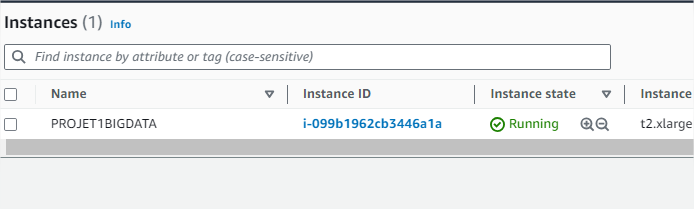 Instances (1) Info
Find instance by attribute or tag (case-sensitive)
Name Instance ID Instance state Instance
PROJET1BIGDATA i-099b1962cb3446a1a Running t2.xlarge